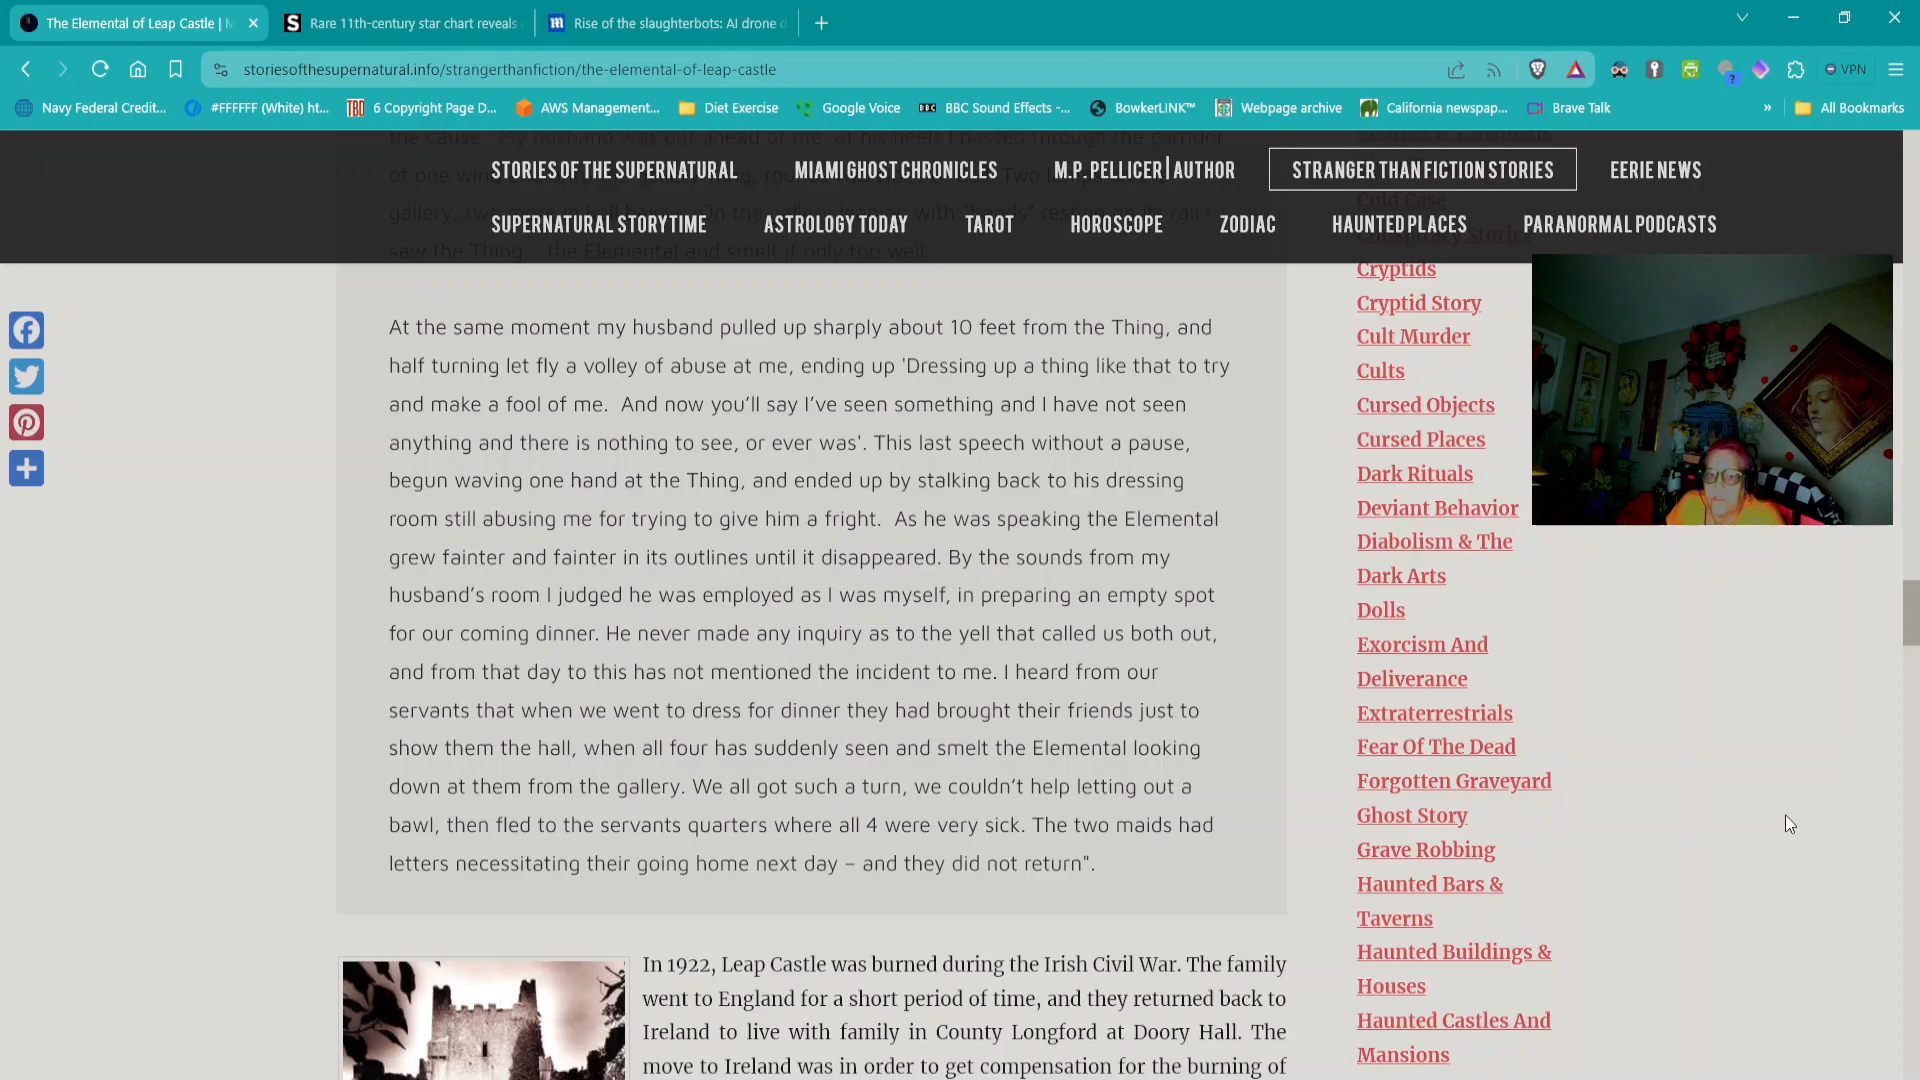 The Elemental of Leap Castle |
Rare 11th-century star chart reveals
Rise of the slaughterbots: AI drone
storiesofthesupernatural.info/strangerthanfiction/the-elemental-of-leap-castle
VPN
Navy Federal Credit...
#FFFFFF (White) ht...
6 Copyright Page D...
AWS Management...
Diet Exercise
Google Voice
BBC
BBC Sound Effects -...
BowkerLINK™
Webpage archive
California newspap...
Brave Talk
»
All Bookmarks
STORIES OF THE SUPERNATURAL
MIAMI GHOST CHRONICLES
M.P. PELLICER | AUTHOR
STRANGER THAN FICTION STORIES
EERIE NEWS
SUPERNATURAL STORYTIME
ASTROLOGY TODAY
TAROT
HOROSCOPE
ZODIAC
HAUNTED PLACES
PARANORMAL PODCASTS
saw the Thing – the Elemental and smelt it only too well.
At the same moment my husband pulled up sharply about 10 feet from the Thing, and
half turning let fly a volley of abuse at me, ending up 'Dressing up a thing like that to try
and make a fool of me.  And now you’ll say I’ve seen something and I have not seen
anything and there is nothing to see, or ever was'. This last speech without a pause,
begun waving one hand at the Thing, and ended up by stalking back to his dressing
room still abusing me for trying to give him a fright.  As he was speaking the Elemental
grew fainter and fainter in its outlines until it disappeared. By the sounds from my
husband’s room I judged he was employed as I was myself, in preparing an empty spot
for our coming dinner. He never made any inquiry as to the yell that called us both out,
and from that day to this has not mentioned the incident to me. I heard from our
servants that when we went to dress for dinner they had brought their friends just to
show them the hall, when all four has suddenly seen and smelt the Elemental looking
down at them from the gallery. We all got such a turn, we couldn’t help letting out a
bawl, then fled to the servants quarters where all 4 were very sick. The two maids had
letters necessitating their going home next day – and they did not return".
In 1922, Leap Castle was burned during the Irish Civil War. The family
went to England for a short period of time, and they returned back to
Ireland to live with family in County Longford at Doory Hall. The
move to Ireland was in order to get compensation for the burning of
Cold Case
Conspiracy Stories
Cryptids
Cryptid Story
Cult Murder
Cults
Cursed Objects
Cursed Places
Dark Rituals
Deviant Behavior
Diabolism & The
Dark Arts
Dolls
Exorcism And
Deliverance
Extraterrestrials
Fear Of The Dead
Forgotten Graveyard
Ghost Story
Grave Robbing
Haunted Bars &
Taverns
Haunted Buildings &
Houses
Haunted Castles And
Mansions